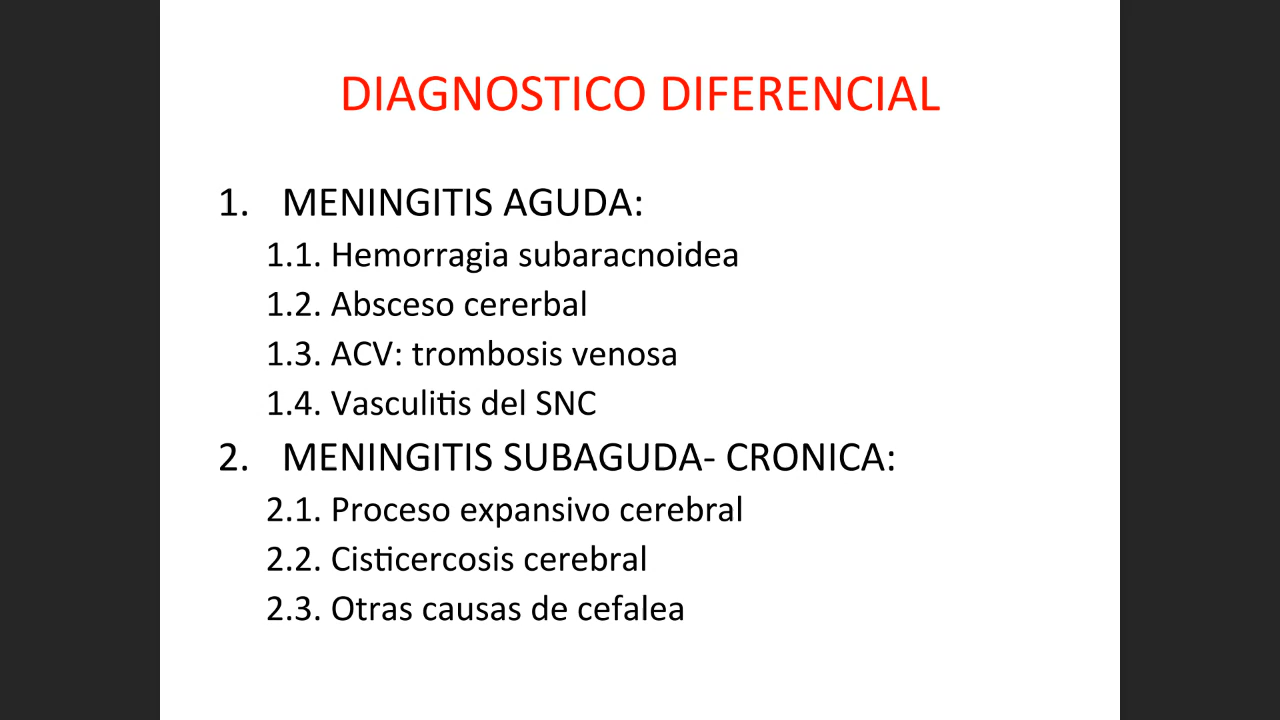 DIAGNOSTICO DIFERENCIAL
1. MENINGITIS AGUDA:
1.1. Hemorragia subaracnoidea
1.2. Absceso cererbal
1.3. ACV: trombosis venosa
1.4. Vasculitis del SNC
2. MENINGITIS SUBAGUDA- CRONICA:
2.1. Proceso expansivo cerebral
2.2. Cisticercosis cerebral
2.3. Otras causas de cefalea